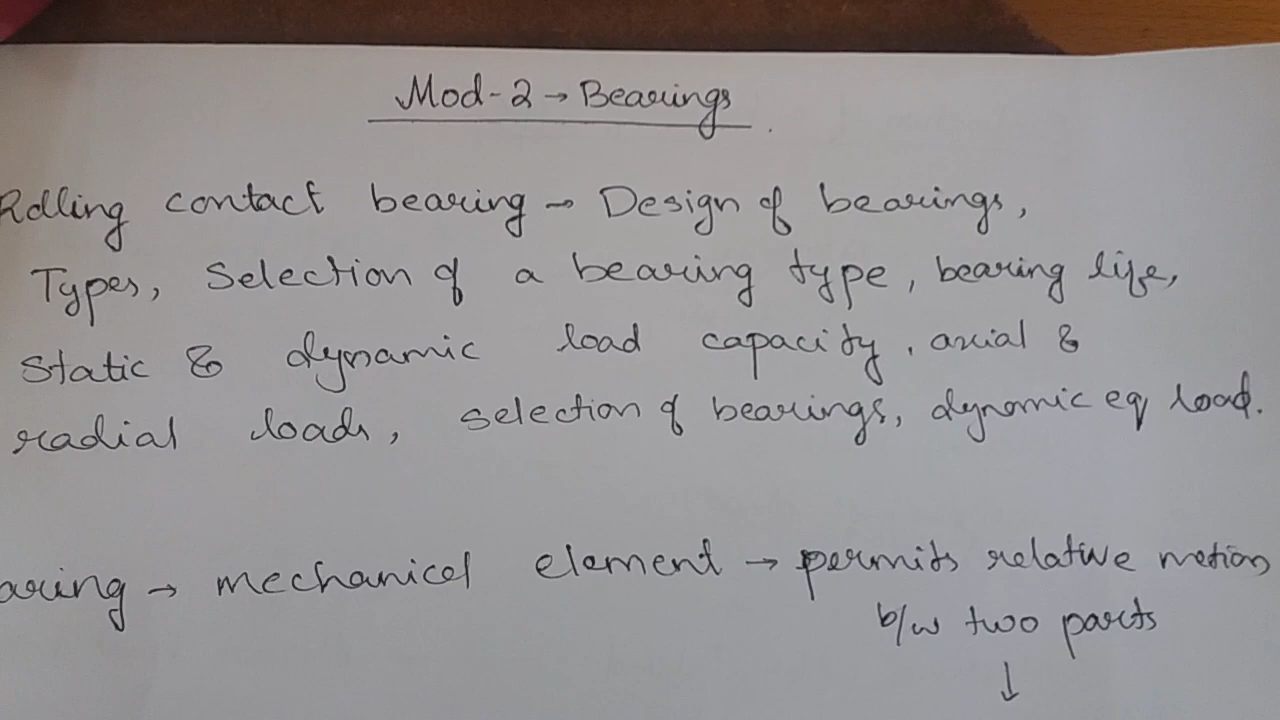 Mod-2 → Bearings
Rolling contact bearing → Design of bearings,
Types, Selection of a bearing type, bearing life,
Static & dynamic load capacity, axial &
radial loads, selection of bearings, dynamic eq load.
aring → mechanical element → permits relative motion
b/w two parts
↓